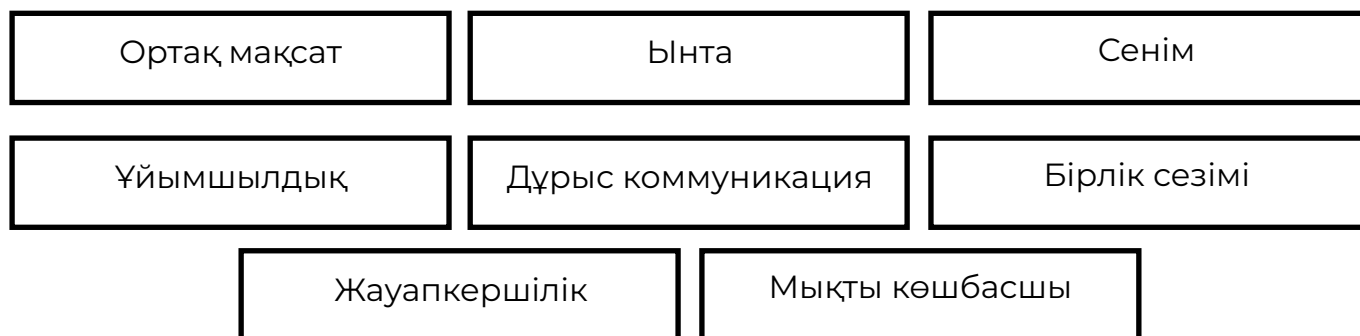 Ортақ мақсат
Ынта
Сенім
Ұйымшылдық
Дұрыс коммуникация
Бірлік сезімі
Жауапкершілік
Мықты көшбасшы